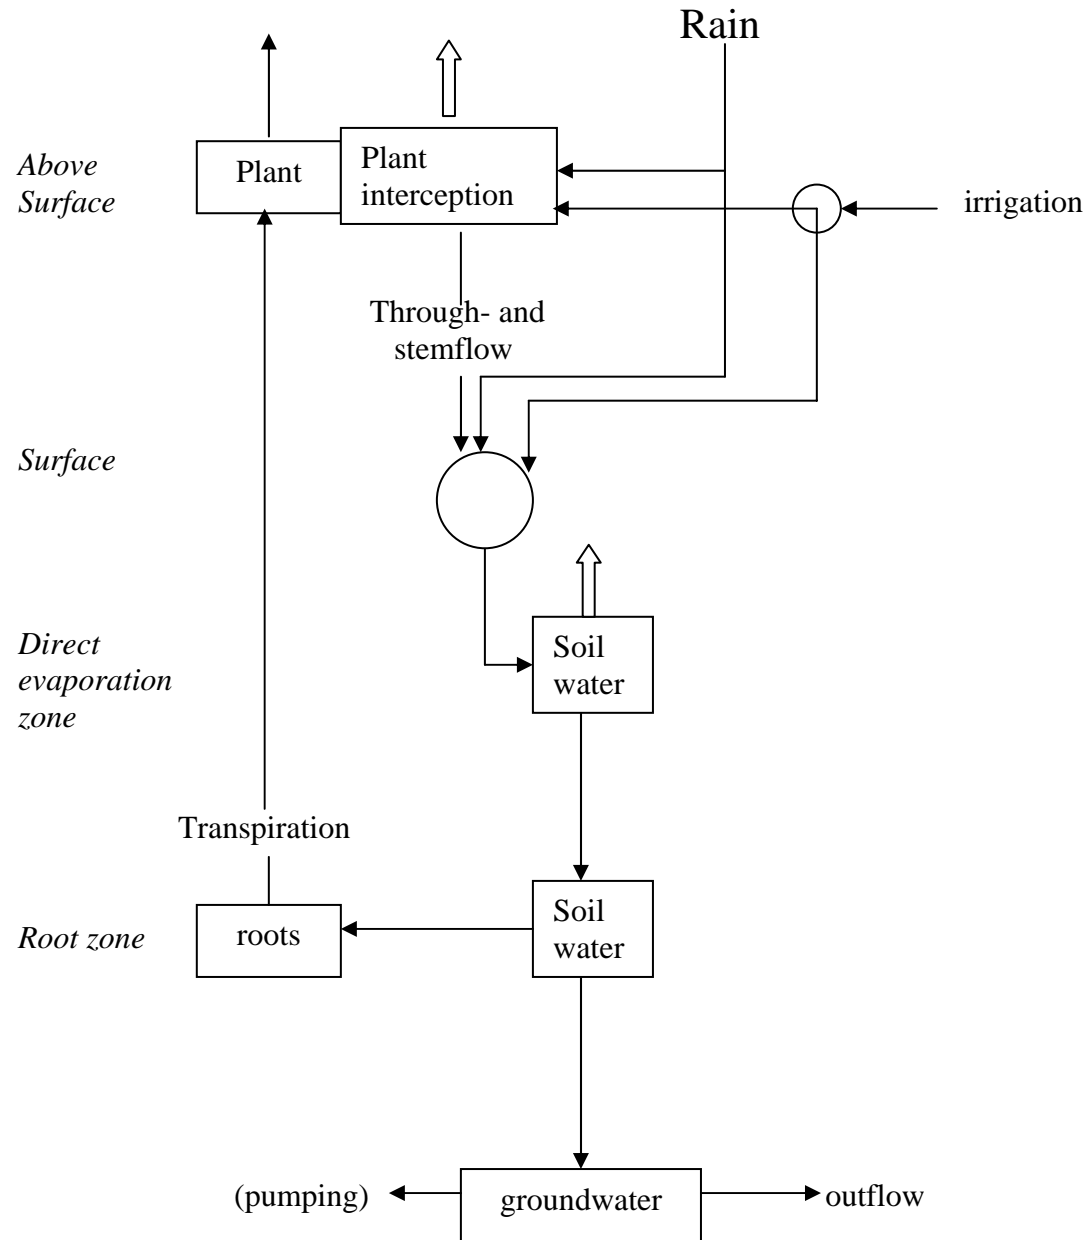 Rain
Above
Surface
Plant
Plant
interception
irrigation
Through- and
stemflow
Surface
Direct
evaporation
zone
Soil
water
Transpiration
Root zone
roots
Soil
water
(pumping)
groundwater
outflow